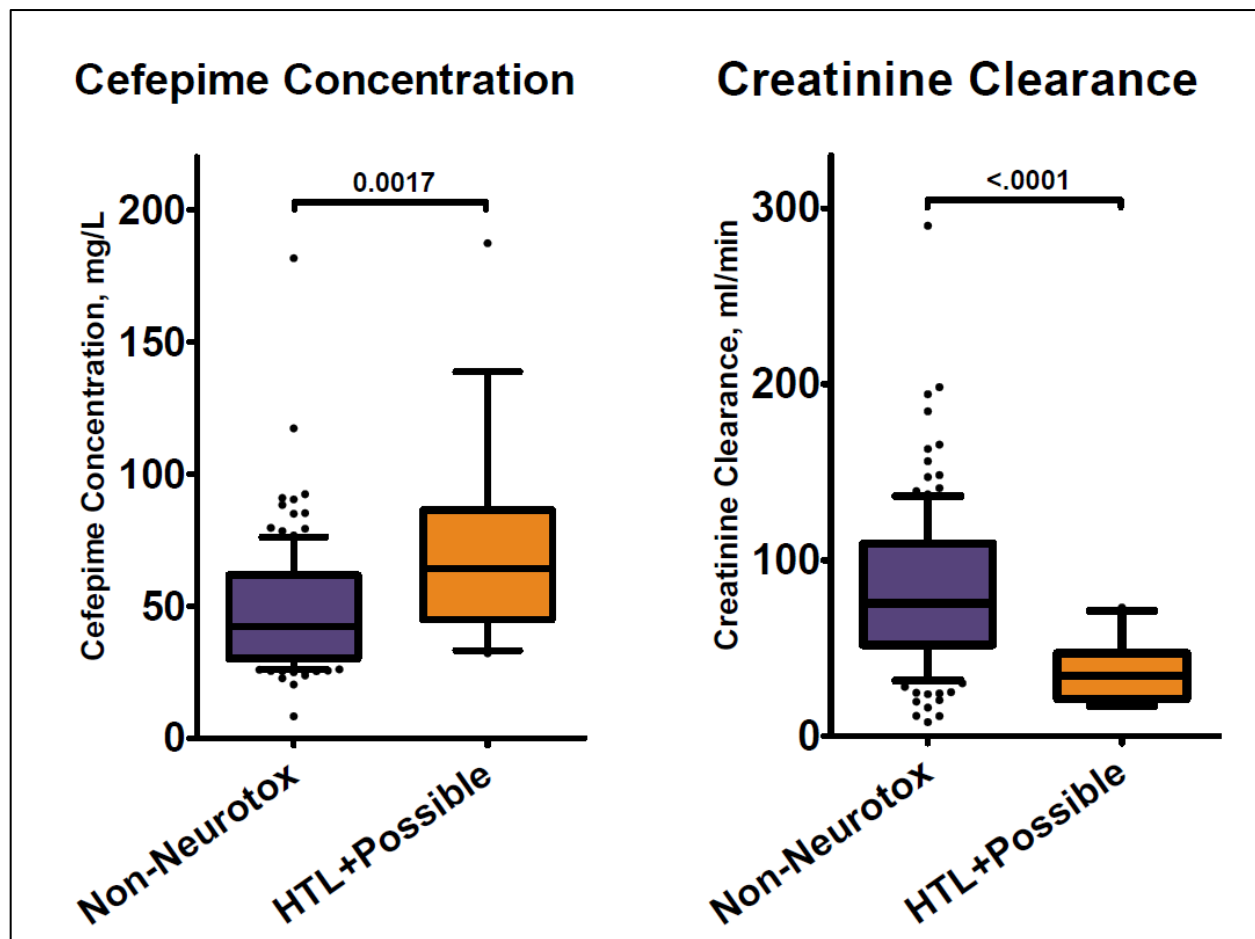 Cefepime Concentration
Cefepime Concentration, mg/L
200
150
100
50
0
0.0017
Non-Neurotox
HTL+Possible
Creatinine Clearance
Creatinine Clearance, ml/min
300
200
100
0
<.0001
Non-Neurotox
HTL+Possible